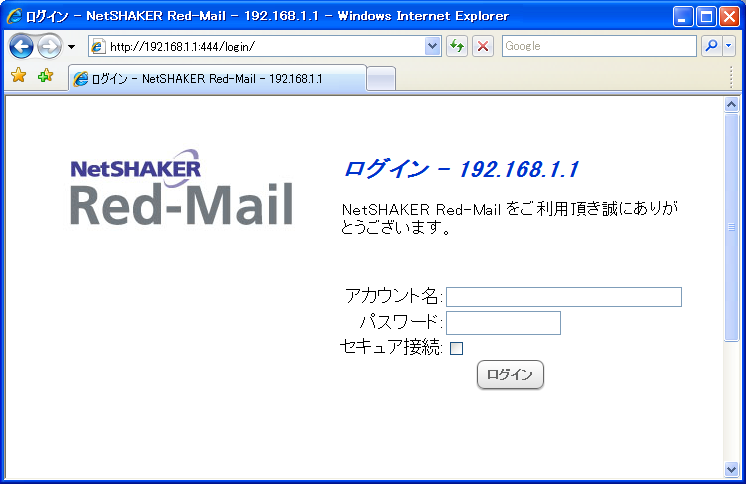 ログイン - NetSHAKER Red-Mail - 192.168.1.1 - Windows Internet Explorer
http://192.168.1.1:444/login/
Google
ログイン - NetSHAKER Red-Mail - 192.168.1.1
NetSHAKER
Red-Mail
ログイン - 192.168.1.1
NetSHAKER Red-Mail をご利用頂き誠にありが
とうございます。
アカウント名:
パスワード:
セキュア接続:
ログイン